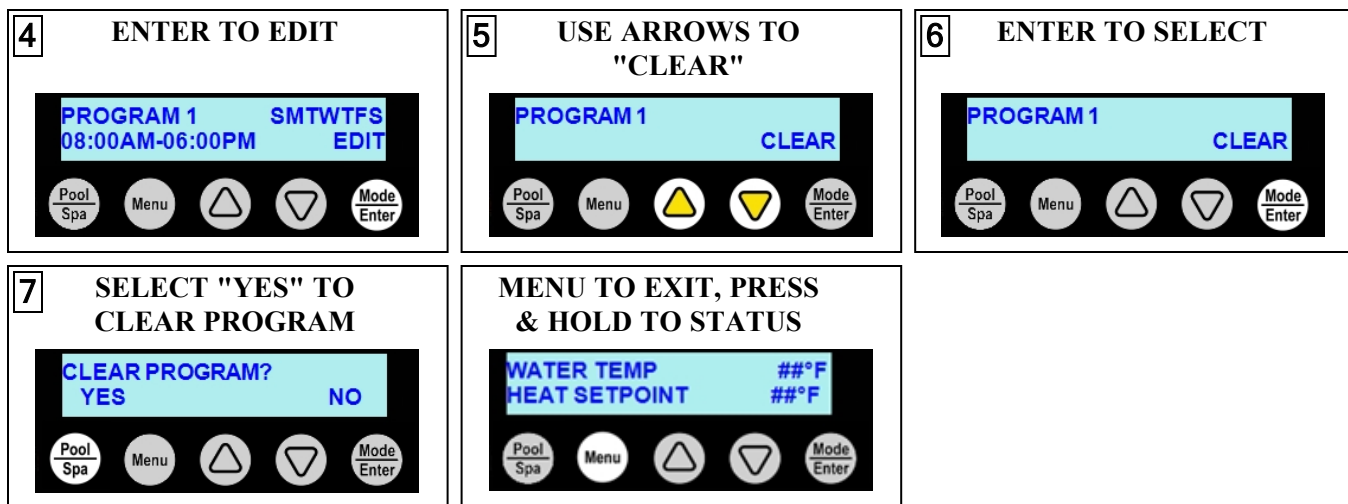 4
ENTER TO EDIT
PROGRAM 1 SMTWTFS
08:00AM-06:00PM EDIT
Pool
Spa
Menu
Mode
Enter
5
USE ARROWS TO
"CLEAR"
PROGRAM 1
CLEAR
Pool
Spa
Menu
Mode
Enter
6
ENTER TO SELECT
PROGRAM 1
CLEAR
Pool
Spa
Menu
Mode
Enter
7
SELECT "YES" TO
CLEAR PROGRAM
CLEAR PROGRAM?
YES NO
Pool
Spa
Menu
Mode
Enter
MENU TO EXIT, PRESS
& HOLD TO STATUS
WATER TEMP ##°F
HEAT SETPOINT ##°F
Pool
Spa
Menu
Mode
Enter